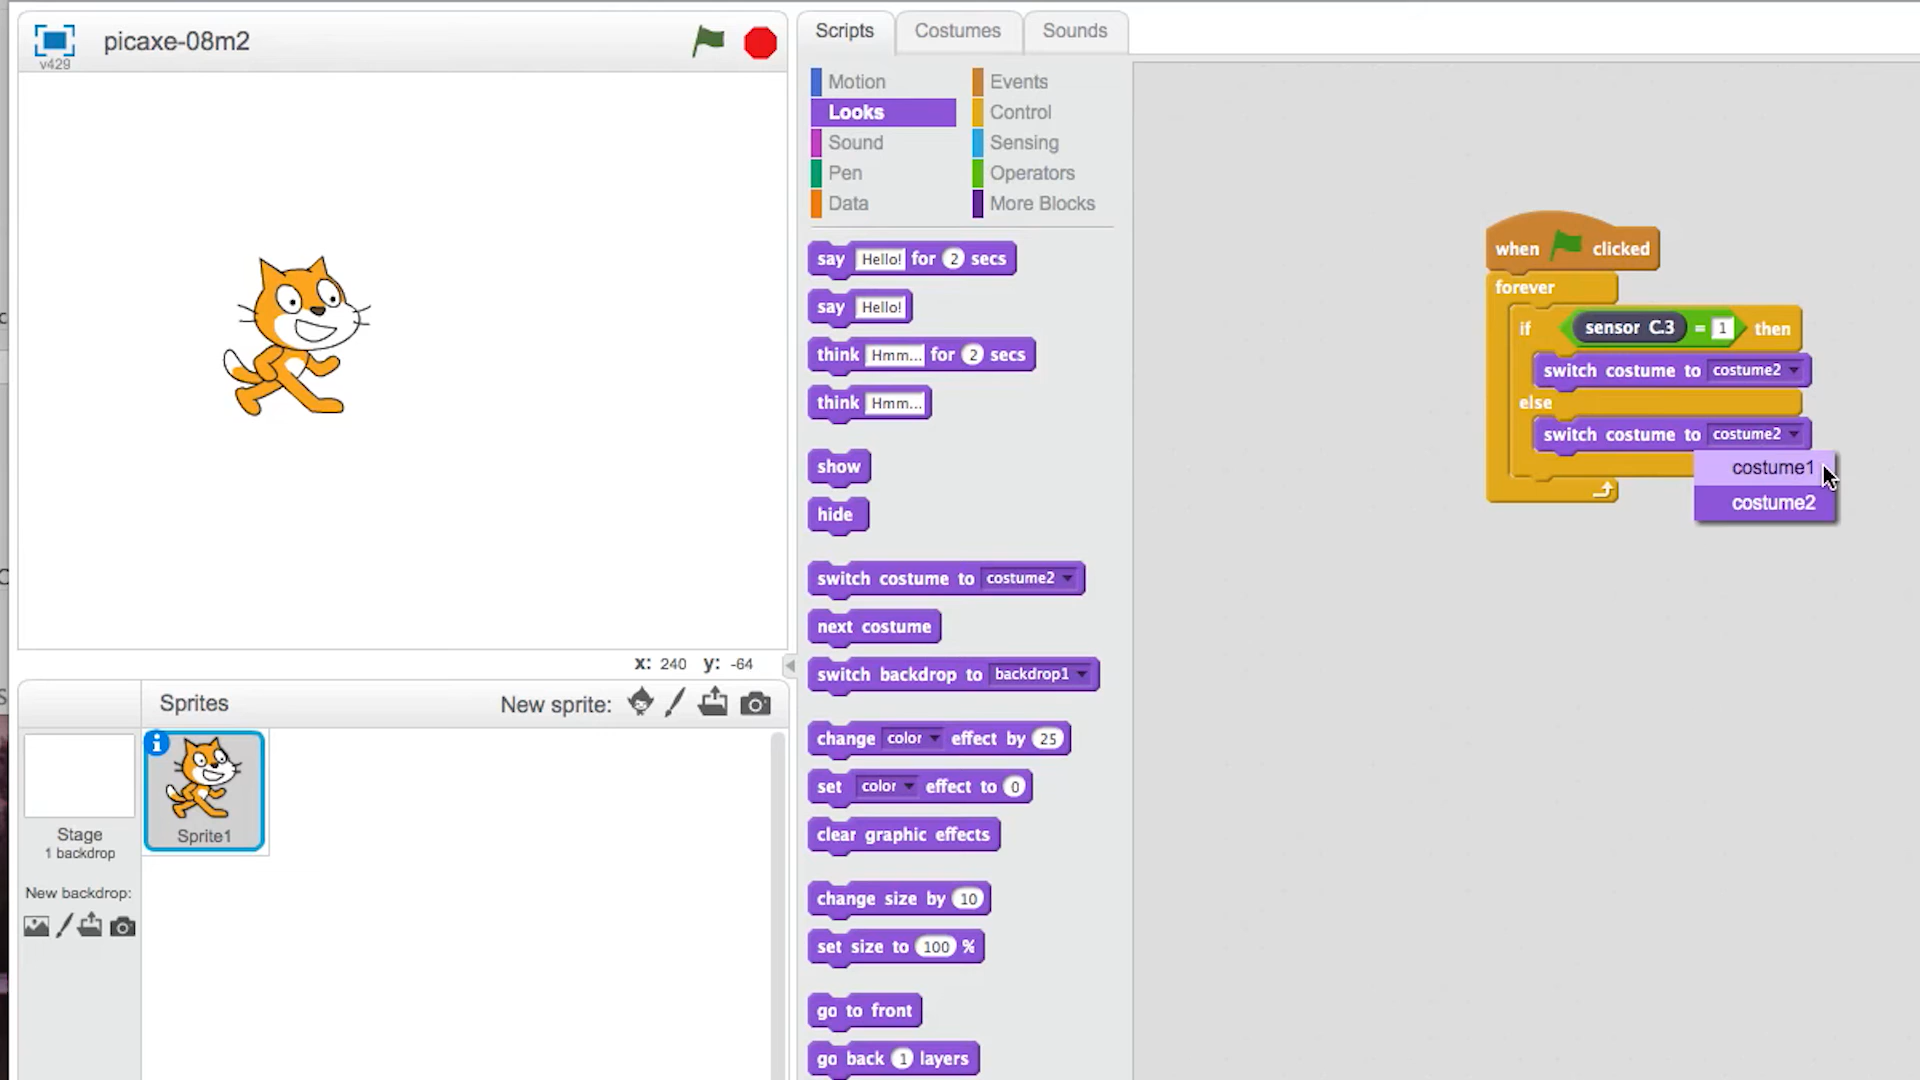 picaxe-08m2
v429
Scripts
Costumes
Sounds
Motion
Looks
Sound
Pen
Data
Events
Control
Sensing
Operators
More Blocks
say Hello! for 2 secs
say Hello!
think Hmm... for 2 secs
think Hmm...
show
hide
switch costume to costume2
next costume
switch backdrop to backdrop1
change color effect by 25
set color effect to 0
clear graphic effects
change size by 10
set size to 100 %
go to front
go back 1 layers
when clicked
forever
if sensor C.3 = 1 then
switch costume to costume2
else
switch costume to costume2
costume1
costume2
x: 240 y: -64
Sprites
New sprite:
Sprite1
Stage
1 backdrop
New backdrop: